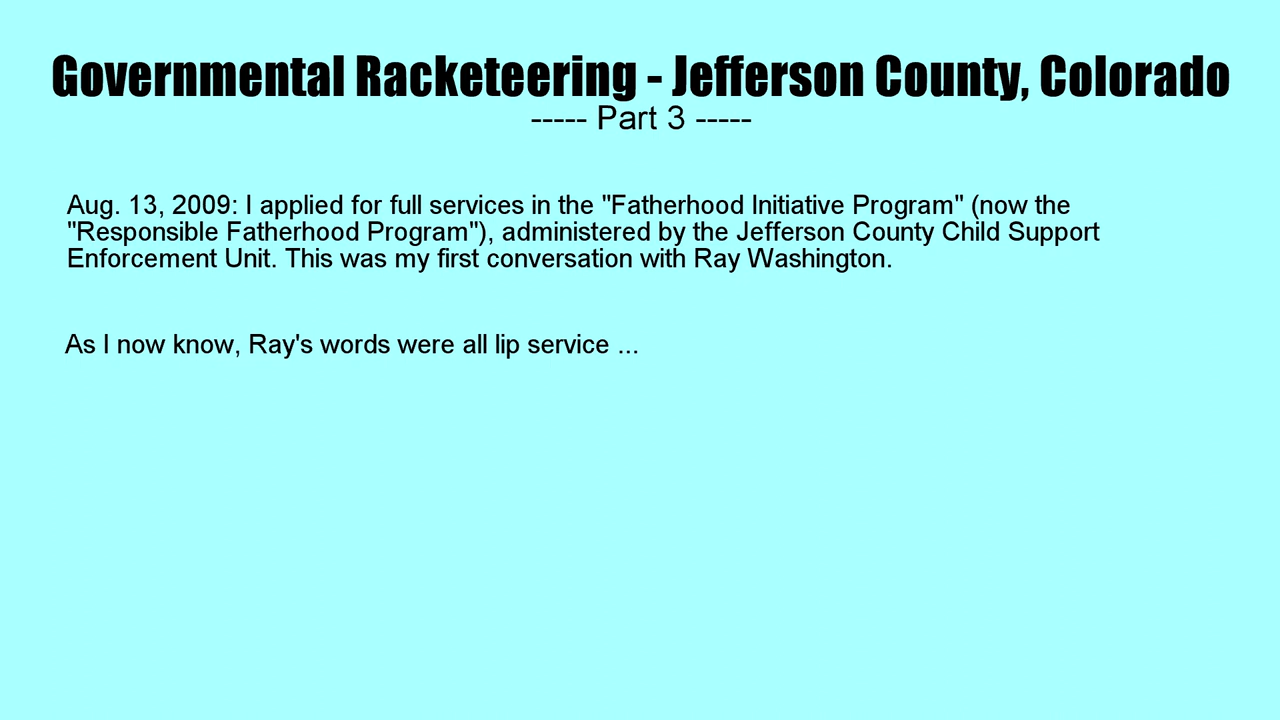 Governmental Racketeering - Jefferson County, Colorado
----- Part 3 -----
Aug. 13, 2009: I applied for full services in the "Fatherhood Initiative Program" (now the
"Responsible Fatherhood Program"), administered by the Jefferson County Child Support
Enforcement Unit. This was my first conversation with Ray Washington.
As I now know, Ray's words were all lip service ...